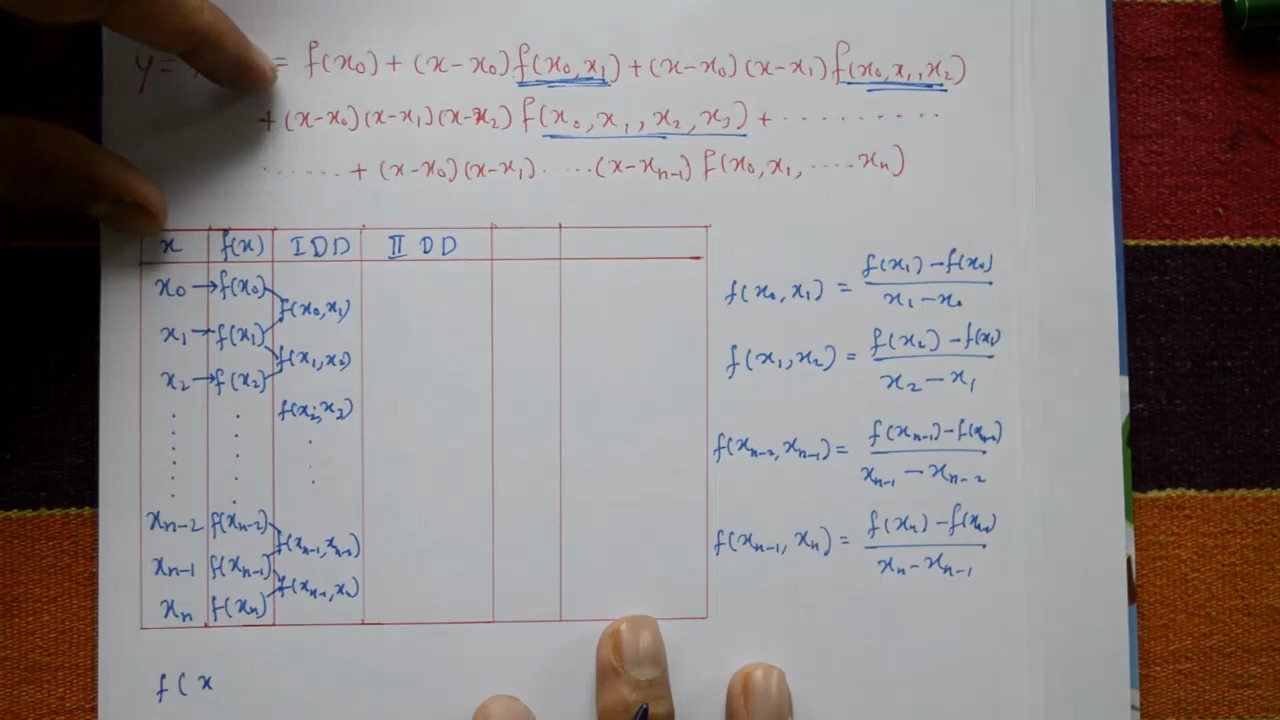 y = = f(x₀) + (x-x₀) f(x₀,x₁) + (x-x₀) (x-x₁) f(x₀,x₁,x₂)
+ (x-x₀) (x-x₁) (x-x₂) f(x₀,x₁,x₂,x₃) + ..........
...... + (x-x₀) (x-x₁) ..... (x-xₙ₋₁) f(x₀,x₁, .... xₙ)
x f(x) I DD II DD
x₀ → f(x₀)
f(x₀,x₁)
x₁ → f(x₁)
f(x₁,x₂)
x₂ → f(x₂)
f(x₂,x₃)
xₙ₋₂ f(xₙ₋₂)
f(xₙ₋₁,xₙ₋₂)
xₙ₋₁ f(xₙ₋₁)
f(xₙ₋₁,xₙ)
xₙ f(xₙ)
f(x₀,x₁) = f(x₁) - f(x₀)
x₁ - x₀
f(x₁,x₂) = f(x₂) - f(x₁)
x₂ - x₁
f(xₙ₋₂,xₙ₋₁) = f(xₙ₋₁) - f(xₙ₋₂)
xₙ₋₁ - xₙ₋₂
f(xₙ₋₁, xₙ) = f(xₙ) - f(xₙ₋₁)
xₙ - xₙ₋₁
f ( x